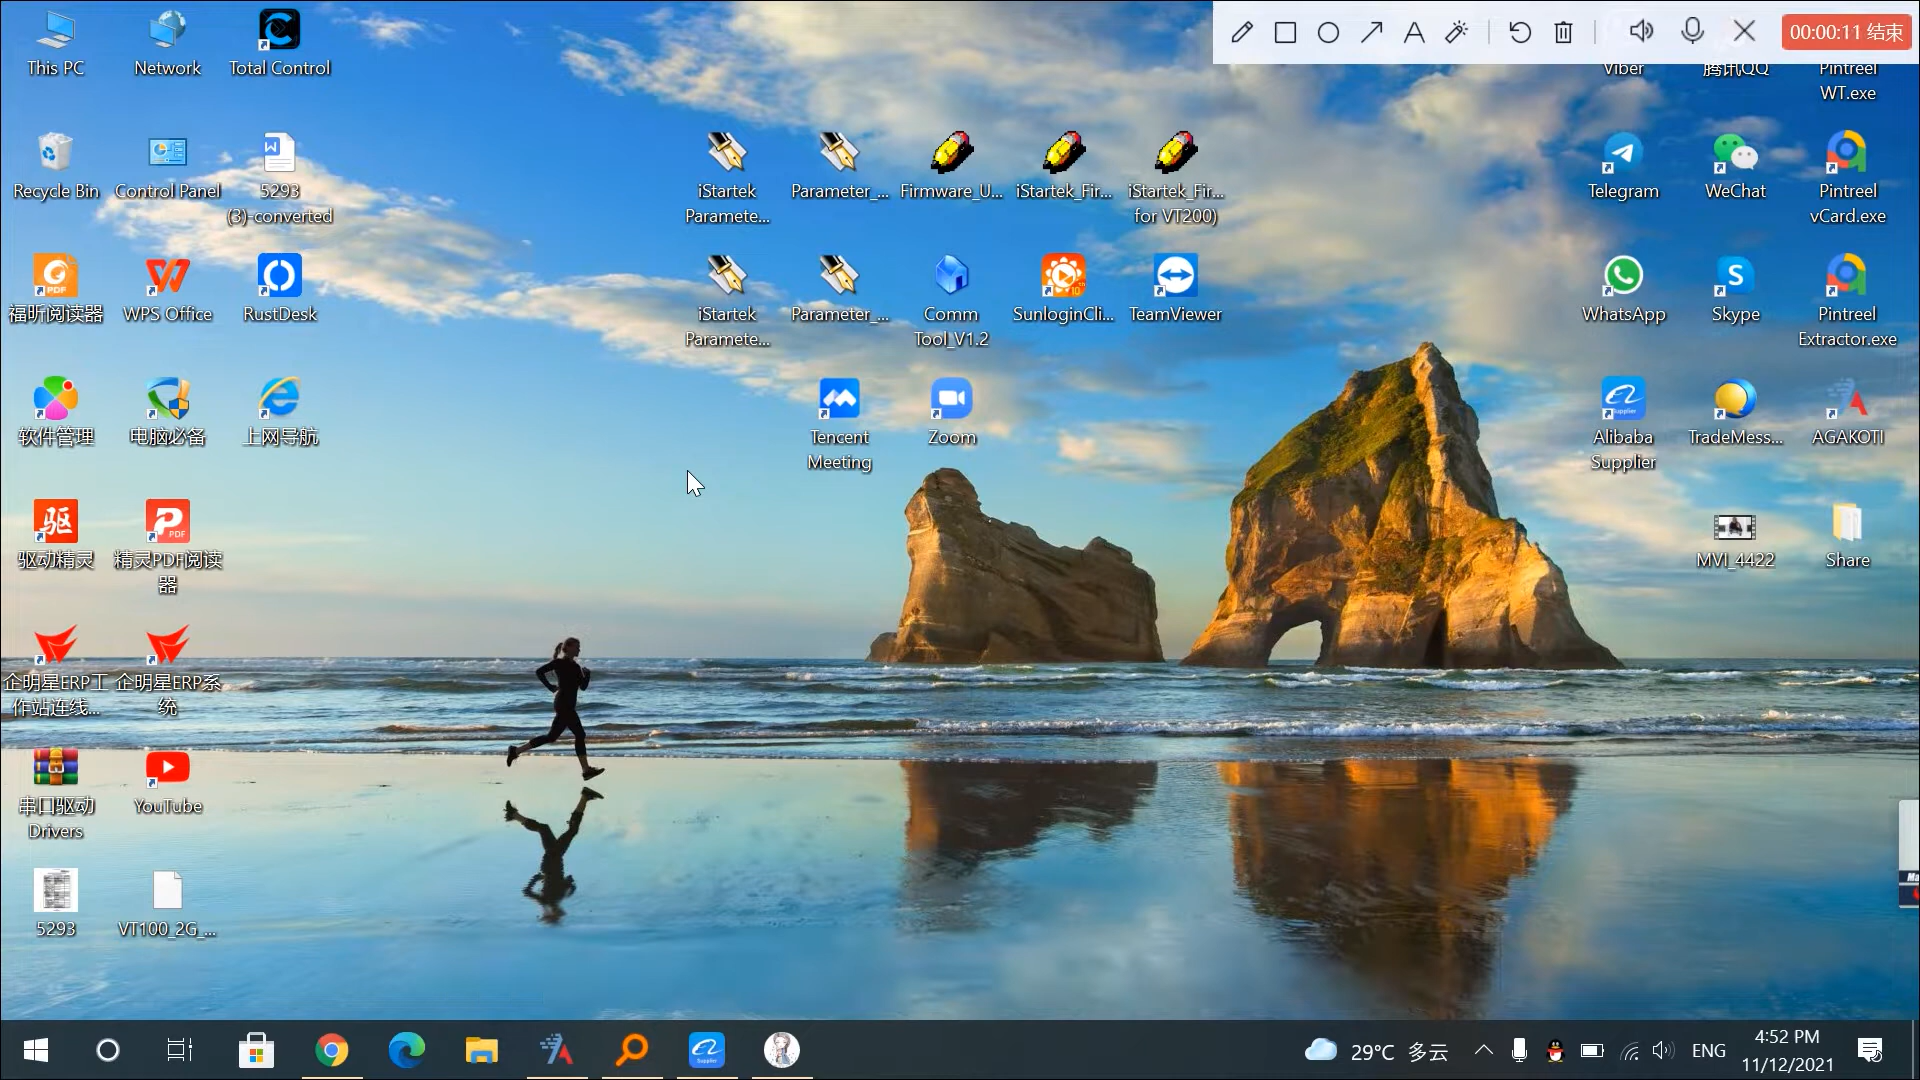 00:00:11 结束
This PC
Network
Total Control
Viber
腾讯QQ
Pintreel
WT.exe
Recycle Bin
Control Panel
5293
(3)-converted
iStartek
Paramete...
Parameter_...
Firmware_U...
iStartek_Fir...
iStartek_Fir...
for VT200)
Telegram
WeChat
Pintreel
vCard.exe
福昕阅读器
WPS Office
RustDesk
iStartek
Paramete...
Parameter_...
Comm
Tool_V1.2
SunloginCli...
TeamViewer
WhatsApp
Skype
Pintreel
Extractor.exe
软件管理
电脑必备
上网导航
Tencent
Meeting
Zoom
Alibaba
Supplier
TradeMess...
AGAKOTI
驱动精灵
精灵PDF阅读
器
MVI_4422
Share
企明星ERP工
作站连线...
企明星ERP系
统
串口驱动
Drivers
YouTube
5293
VT100_2G_...
29°C 多云
ENG
4:52 PM
11/12/2021